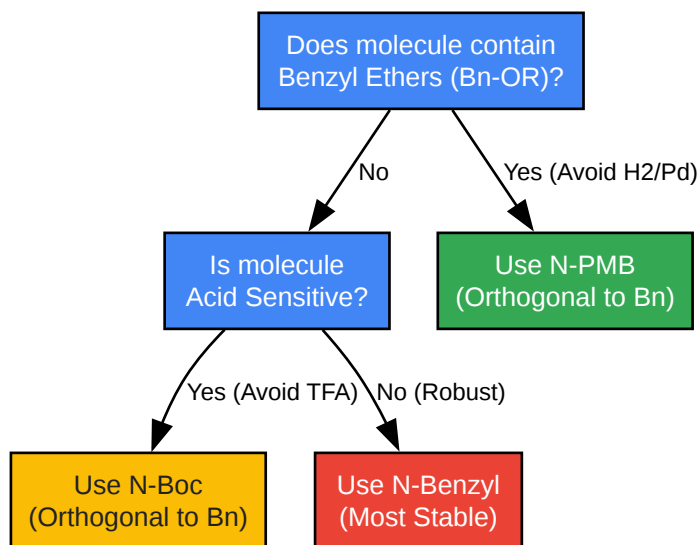 Does molecule contain
Benzyl Ethers (Bn-OR)?
No
Yes (Avoid H2/Pd)
Is molecule
Acid Sensitive?
Use N-PMB
(Orthogonal to Bn)
Yes (Avoid TFA)
No (Robust)
Use N-Boc
(Orthogonal to Bn)
Use N-Benzyl
(Most Stable)